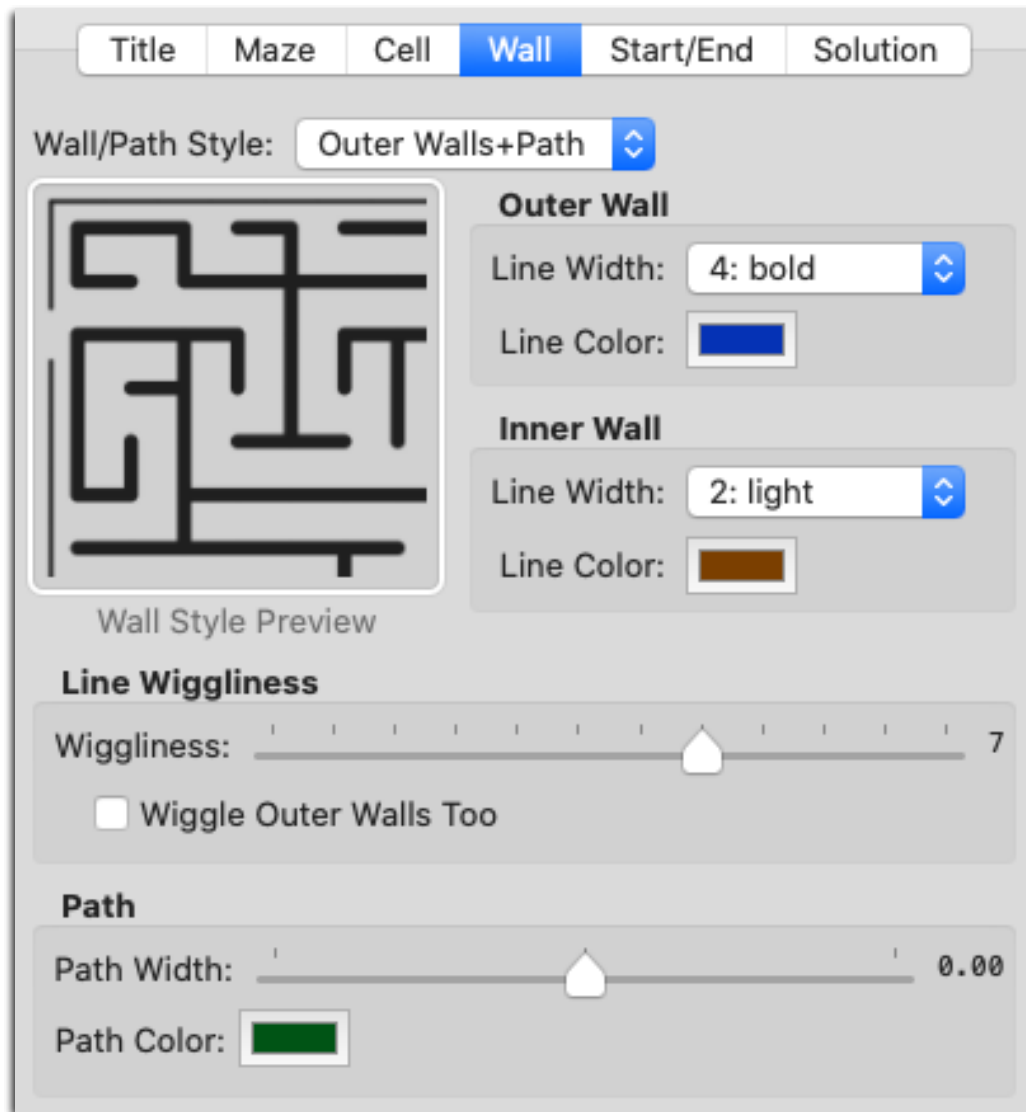 Title Maze Cell Wall Start/End Solution
Wall/Path Style: Outer Walls+Path
Outer Wall
Line Width: 4: bold
Line Color:
Inner Wall
Line Width: 2: light
Line Color:
Wall Style Preview
Line Wiggliness
Wiggliness: 7
Wiggle Outer Walls Too
Path
Path Width: 0.00
Path Color: